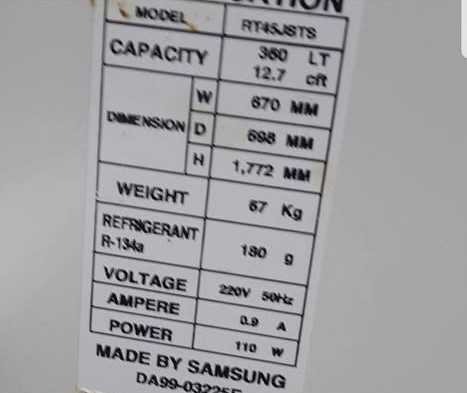 MODEL RT45JSTS
CAPACITY 360 LT
12.7 cft
DIMENSION W 670 MM
D 698 MM
H 1,772 MM
WEIGHT 67 Kg
REFRIGERANT
R-134a 180 g
VOLTAGE 220V 50Hz
AMPERE 0.9 A
POWER 110 W
MADE BY SAMSUNG